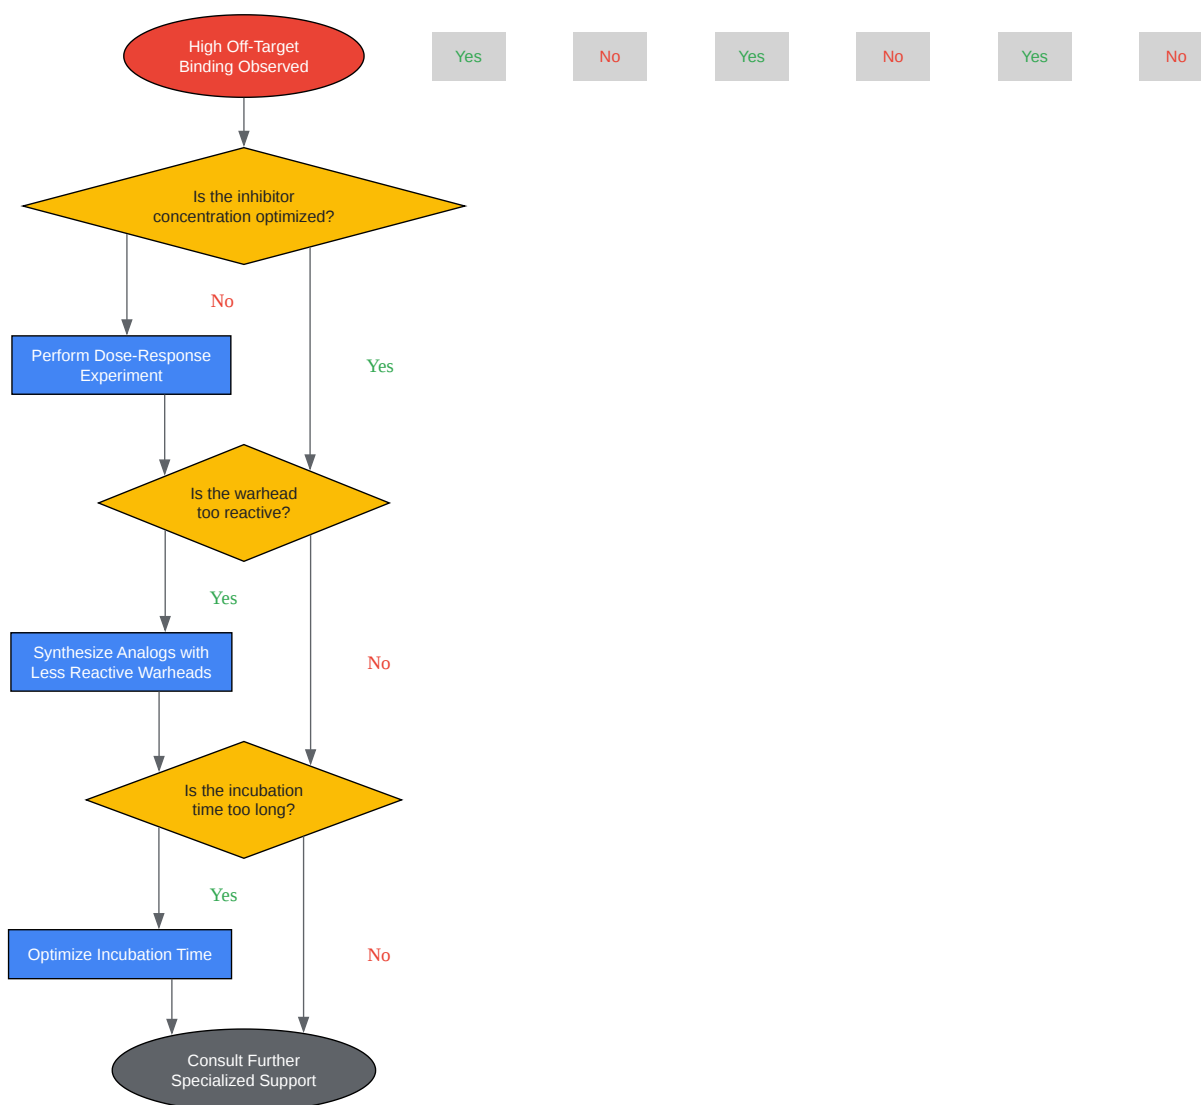 High Off-Target
Binding Observed
Yes
No
Yes
No
Yes
No
Is the inhibitor
concentration optimized?
No
Yes
Perform Dose-Response
Experiment
Is the warhead
too reactive?
Yes
No
Synthesize Analogs with
Less Reactive Warheads
Is the incubation
time too long?
Yes
No
Optimize Incubation Time
Consult Further
Specialized Support